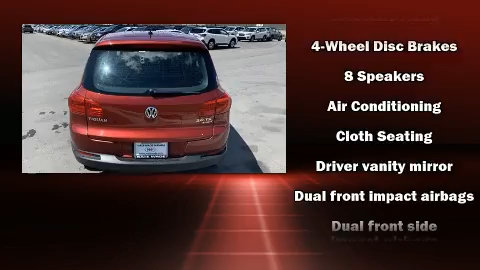 4-Wheel Disc Brakes
8 Speakers
Air Conditioning
Cloth Seating
Driver vanity mirror
Dual front impact airbags
Dual front side
TIGUAN